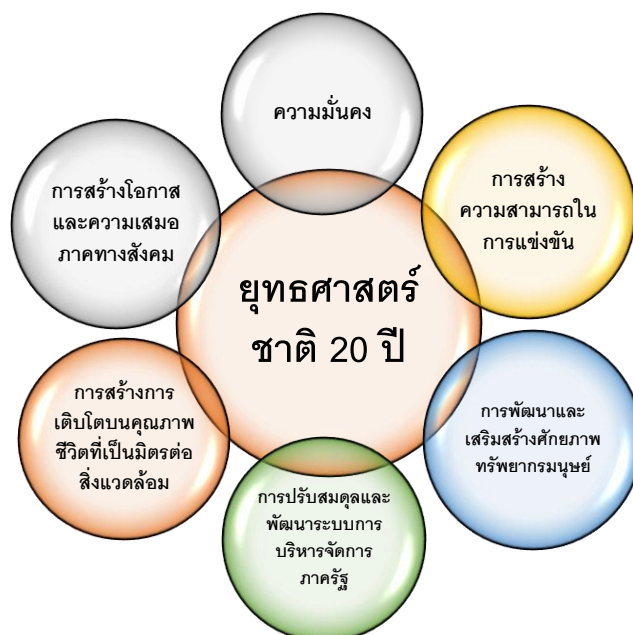 ความมั่นคง
การสร้าง
ความสามารถใน
การแข่งขัน
การสร้างโอกาส
และความเสมอ
ภาคทางสังคม
ยุทธศาสตร์
ชาติ 20 ปี
การสร้างการ
เติบโตบนคุณภาพ
ชีวิตที่เป็นมิตรต่อ
สิ่งแวดล้อม
การพัฒนาและ
เสริมสร้างศักยภาพ
ทรัพยากรมนุษย์
การปรับสมดุลและ
พัฒนาระบบการ
บริหารจัดการ
ภาครัฐ